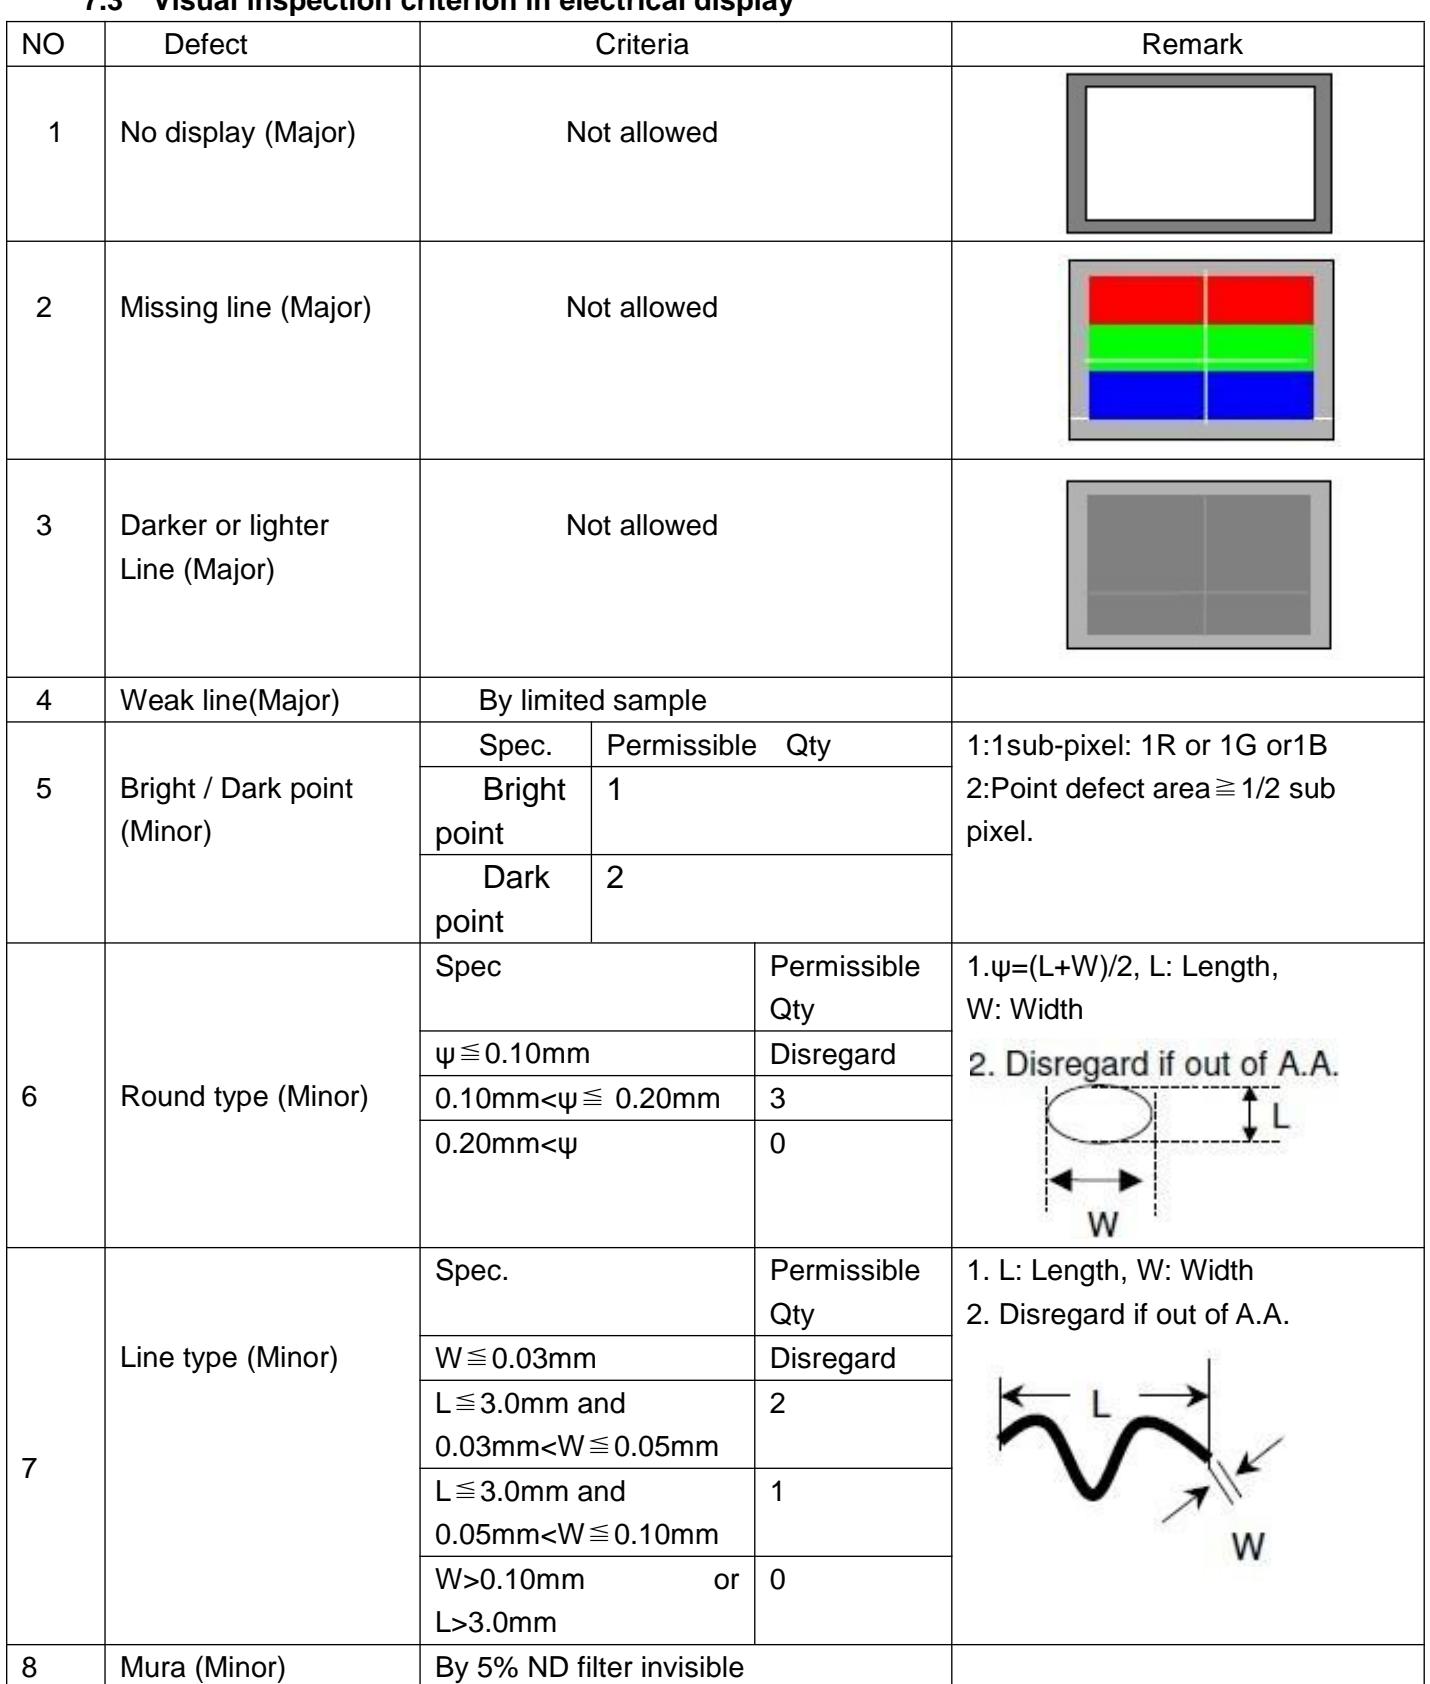 7.3 Visual inspection criterion in electrical display
NO Defect Criteria Remark
1 No display (Major) Not allowed
2 Missing line (Major) Not allowed
3 Darker or lighter Not allowed
Line (Major)
4 Weak line(Major) By limited sample
Spec. Permissible Qty 1:1sub-pixel: 1R or 1G or1B
5 Bright / Dark point Bright 1 2:Point defect area≧1/2 sub
(Minor) point pixel.
Dark 2
point
Spec Permissible 1.ψ=(L+W)/2, L: Length,
Qty W: Width
ψ≦0.10mm Disregard 2. Disregard if out of A.A.
6 Round type (Minor) 0.10mm<ψ≦ 0.20mm 3
L
0.20mm<ψ 0
W
Spec. Permissible 1. L: Length, W: Width
Qty 2. Disregard if out of A.A.
Line type (Minor) W≦0.03mm Disregard
L≦3.0mm and 2 L
0.03mm<W≦0.05mm
7
L≦3.0mm and 1
0.05mm<W≦0.10mm W
W>0.10mm or 0
L>3.0mm
8 Mura (Minor) By 5% ND filter invisible